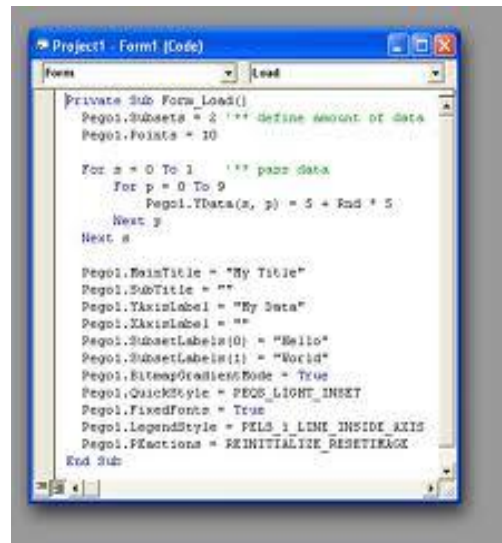 Project1 - Form1 (Code)
Form Load
Private Sub Form_Load()
Pego1.Subsets = 2 '** define amount of data
Pego1.Points = 10
For s = 0 To 1 '** pass data
For p = 0 To 9
Pego1.YData(s, p) = 5 + Rnd * 5
Next p
Next s
Pego1.MainTitle = "My Title"
Pego1.SubTitle = ""
Pego1.YAxisLabel = "My Data"
Pego1.XAxisLabel = ""
Pego1.SubsetLabels(0) = "Hello"
Pego1.SubsetLabels(1) = "World"
Pego1.BitmapGradientMode = True
Pego1.QuickStyle = PEQS_LIGHT_INSET
Pego1.FixedFonts = True
Pego1.LegendStyle = PELS_1_LINE_INSIDE_AXIS
Pego1.PEactions = REINITIALIZE_RESETIMAGE
End Sub